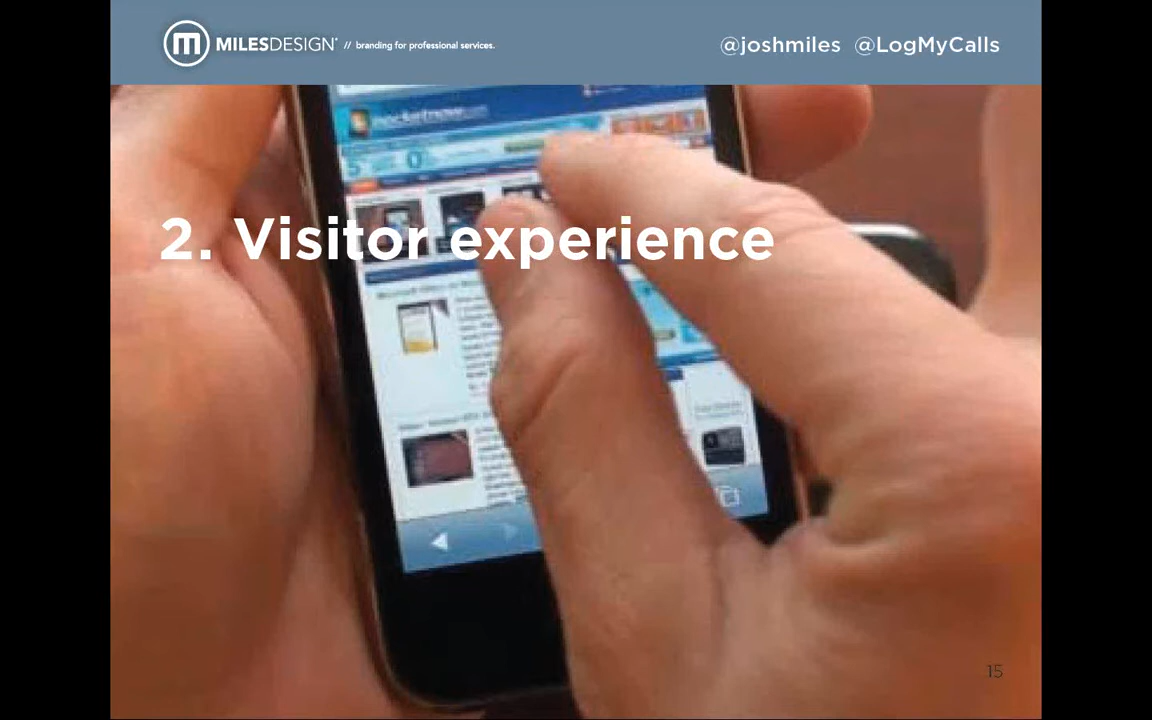 MILESDESIGN® // branding for professional services.
@joshmiles @LogMyCalls
2. Visitor experience
15